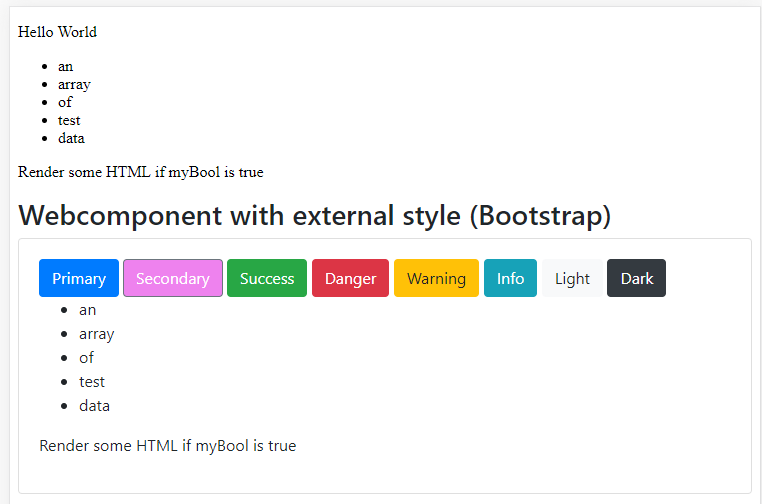 Hello World
an
array
of
test
data
Render some HTML if myBool is true
Webcomponent with external style (Bootstrap)
Primary Secondary Success Danger Warning Info Light Dark
an
array
of
test
data
Render some HTML if myBool is true